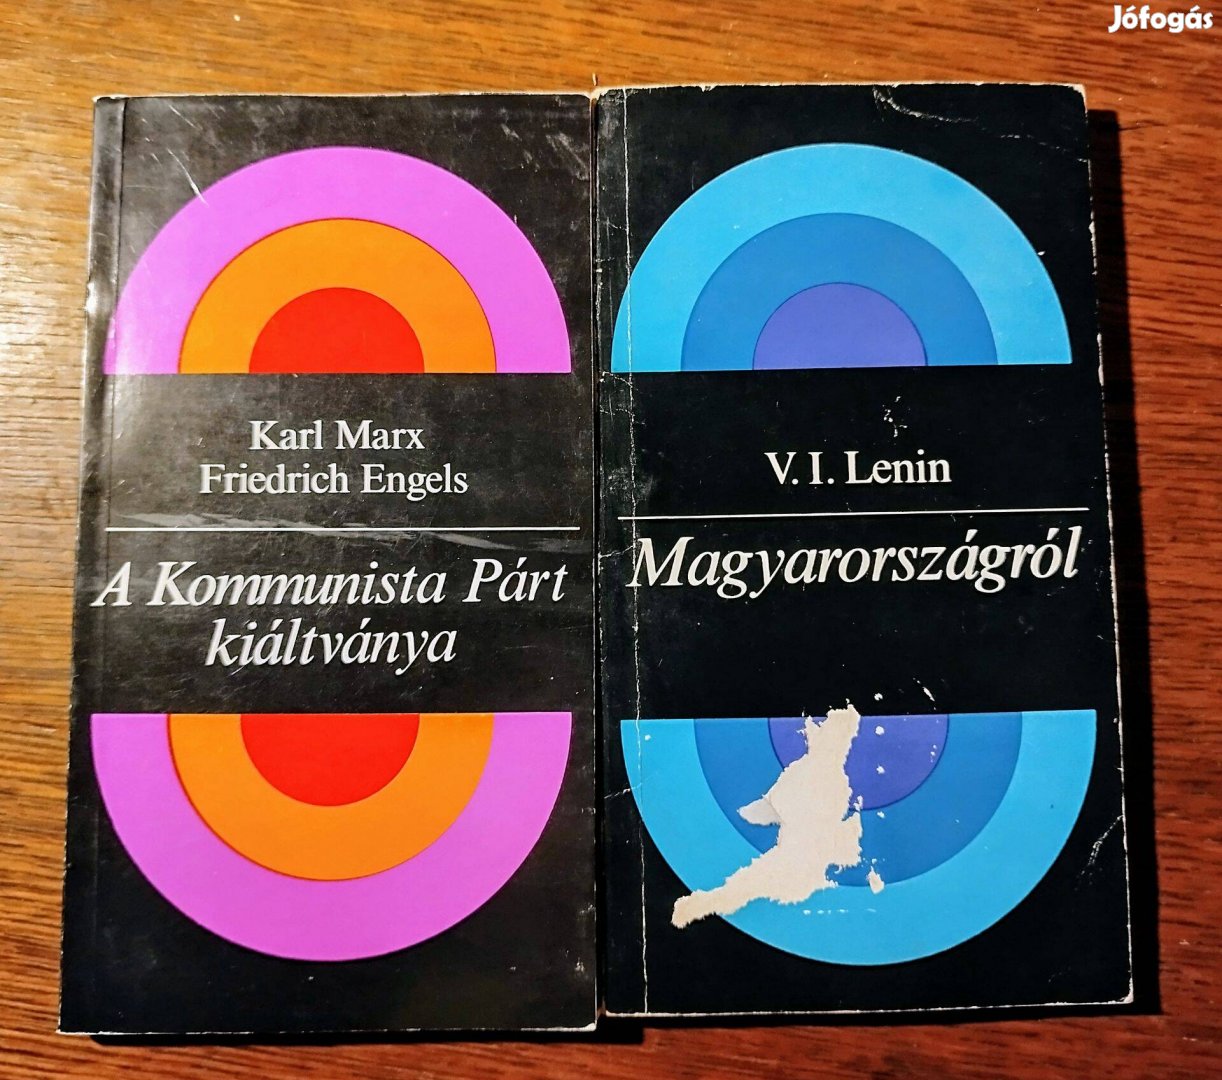 Jófogás
Karl Marx
Friedrich Engels
A Kommunista Párt
kiáltványa
V. I. Lenin
Magyarországról